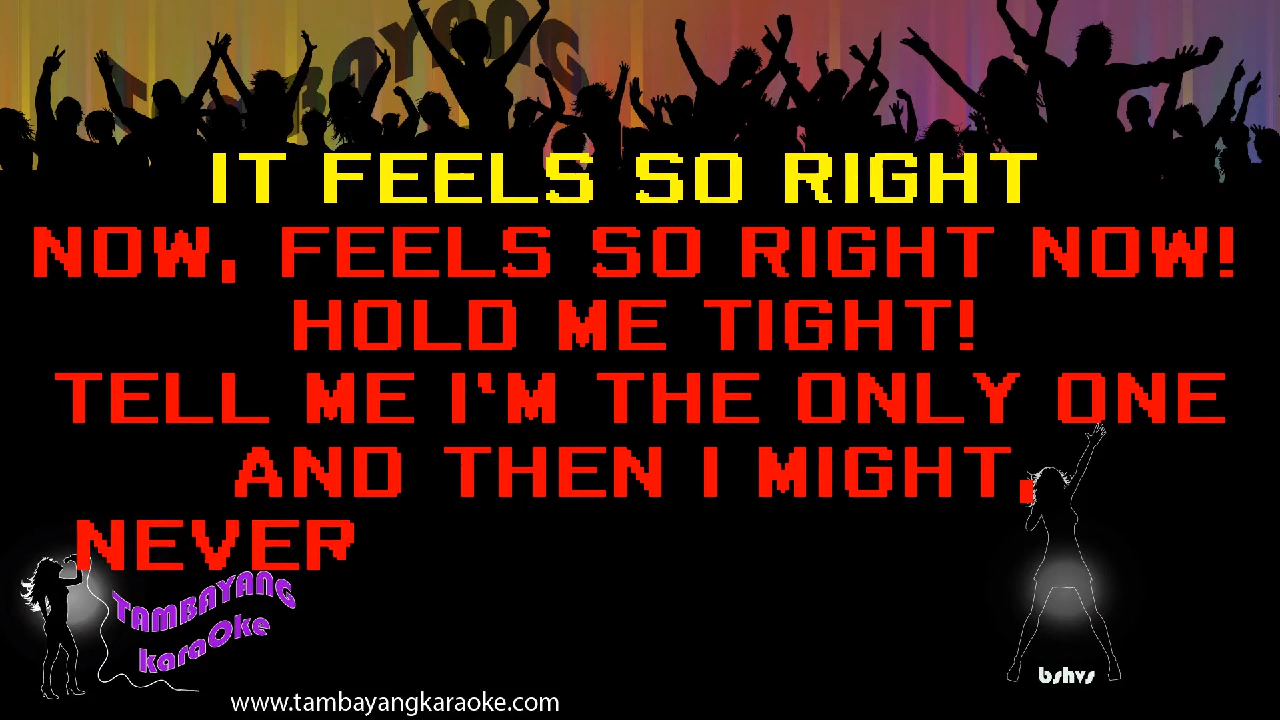 TAMBAYANG
IT FEELS SO RIGHT
NOW, FEELS SO RIGHT NOW!
HOLD ME TIGHT!
TELL ME I'M THE ONLY ONE
AND THEN I MIGHT,
NEVER
TAMBAYANG
karaOke
bshvs
www.tambayangkaraoke.com